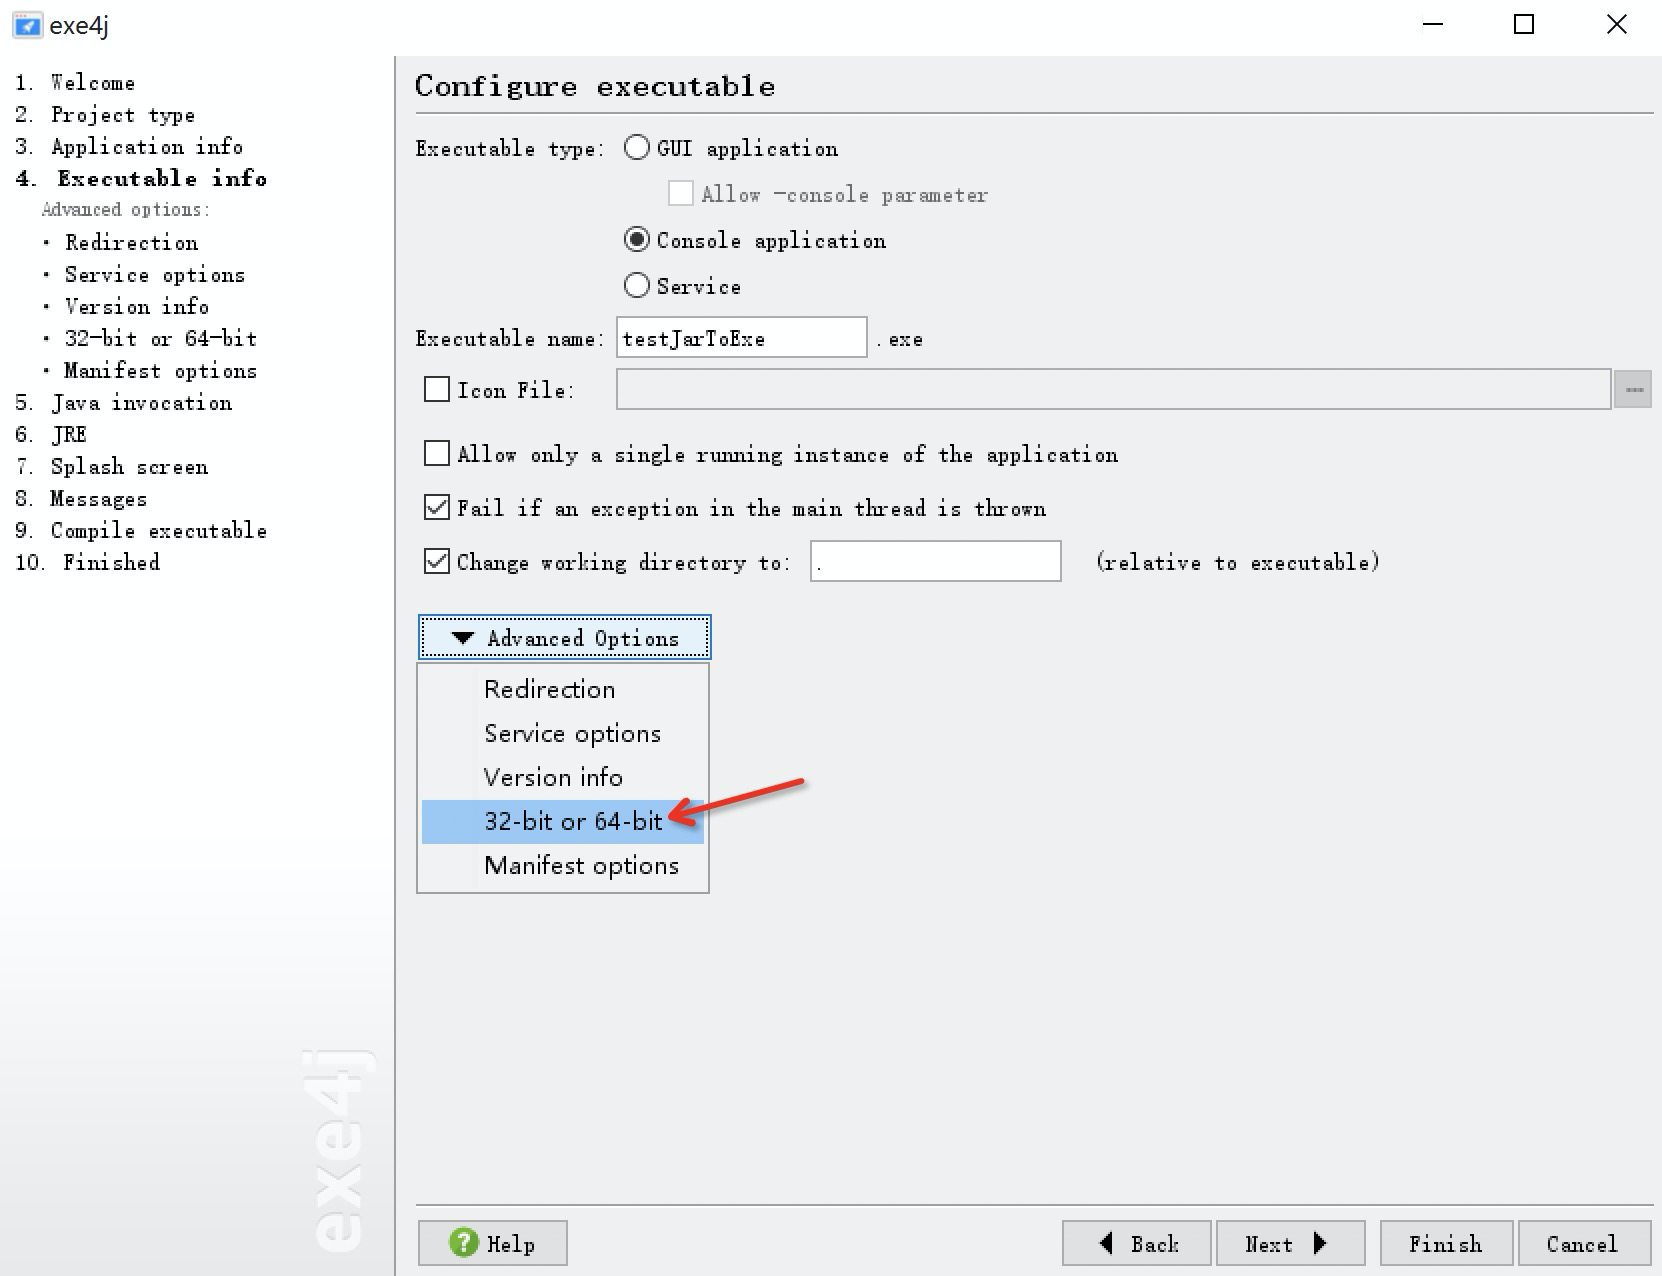 exe4j
1. Welcome
2. Project type
3. Application info
4. Executable info
Advanced options:
· Redirection
· Service options
· Version info
· 32-bit or 64-bit
· Manifest options
5. Java invocation
6. JRE
7. Splash screen
8. Messages
9. Compile executable
10. Finished
exe4j
Configure executable
Executable type: GUI application
Allow -console parameter
Console application
Service
Executable name: testJarToExe .exe
Icon File: ...
Allow only a single running instance of the application
Fail if an exception in the main thread is thrown
Change working directory to: . (relative to executable)
Advanced Options
Redirection
Service options
Version info
32-bit or 64-bit
Manifest options
? Help
Back
Next
Finish
Cancel